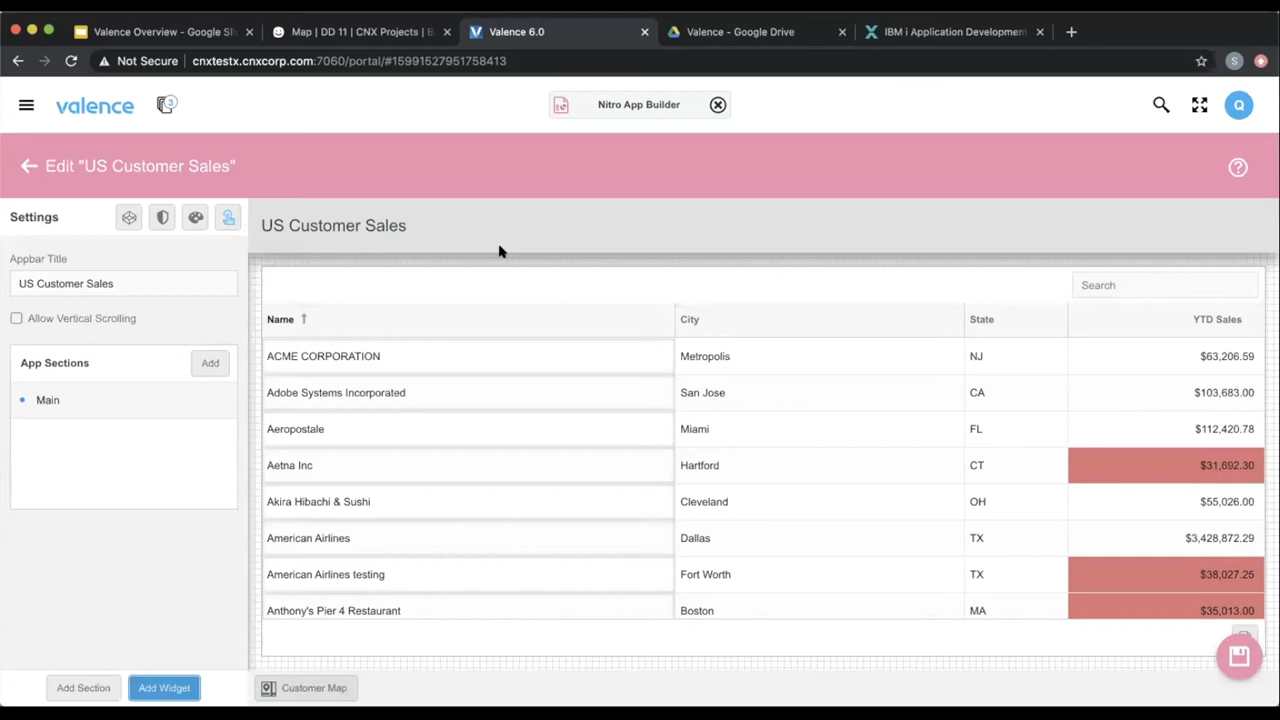 Valence Overview - Google Sli
Map | DD 11 | CNX Projects | B
Valence 6.0
Valence - Google Drive
IBM i Application Development
Not Secure
cnxtestx.cnxcorp.com:7060/portal/#15991527951758413
S
valence
3
Nitro App Builder
Q
Edit "US Customer Sales"
Settings
US Customer Sales
Appbar Title
US Customer Sales
Search
Allow Vertical Scrolling
Name City State YTD Sales
App Sections Add
Main
ACME CORPORATION Metropolis NJ $63,206.59
Adobe Systems Incorporated San Jose CA $103,683.00
Aeropostale Miami FL $112,420.78
Aetna Inc Hartford CT $31,692.30
Akira Hibachi & Sushi Cleveland OH $55,026.00
American Airlines Dallas TX $3,428,872.29
American Airlines testing Fort Worth TX $38,027.25
Anthony's Pier 4 Restaurant Boston MA $35,013.00
Add Section Add Widget Customer Map